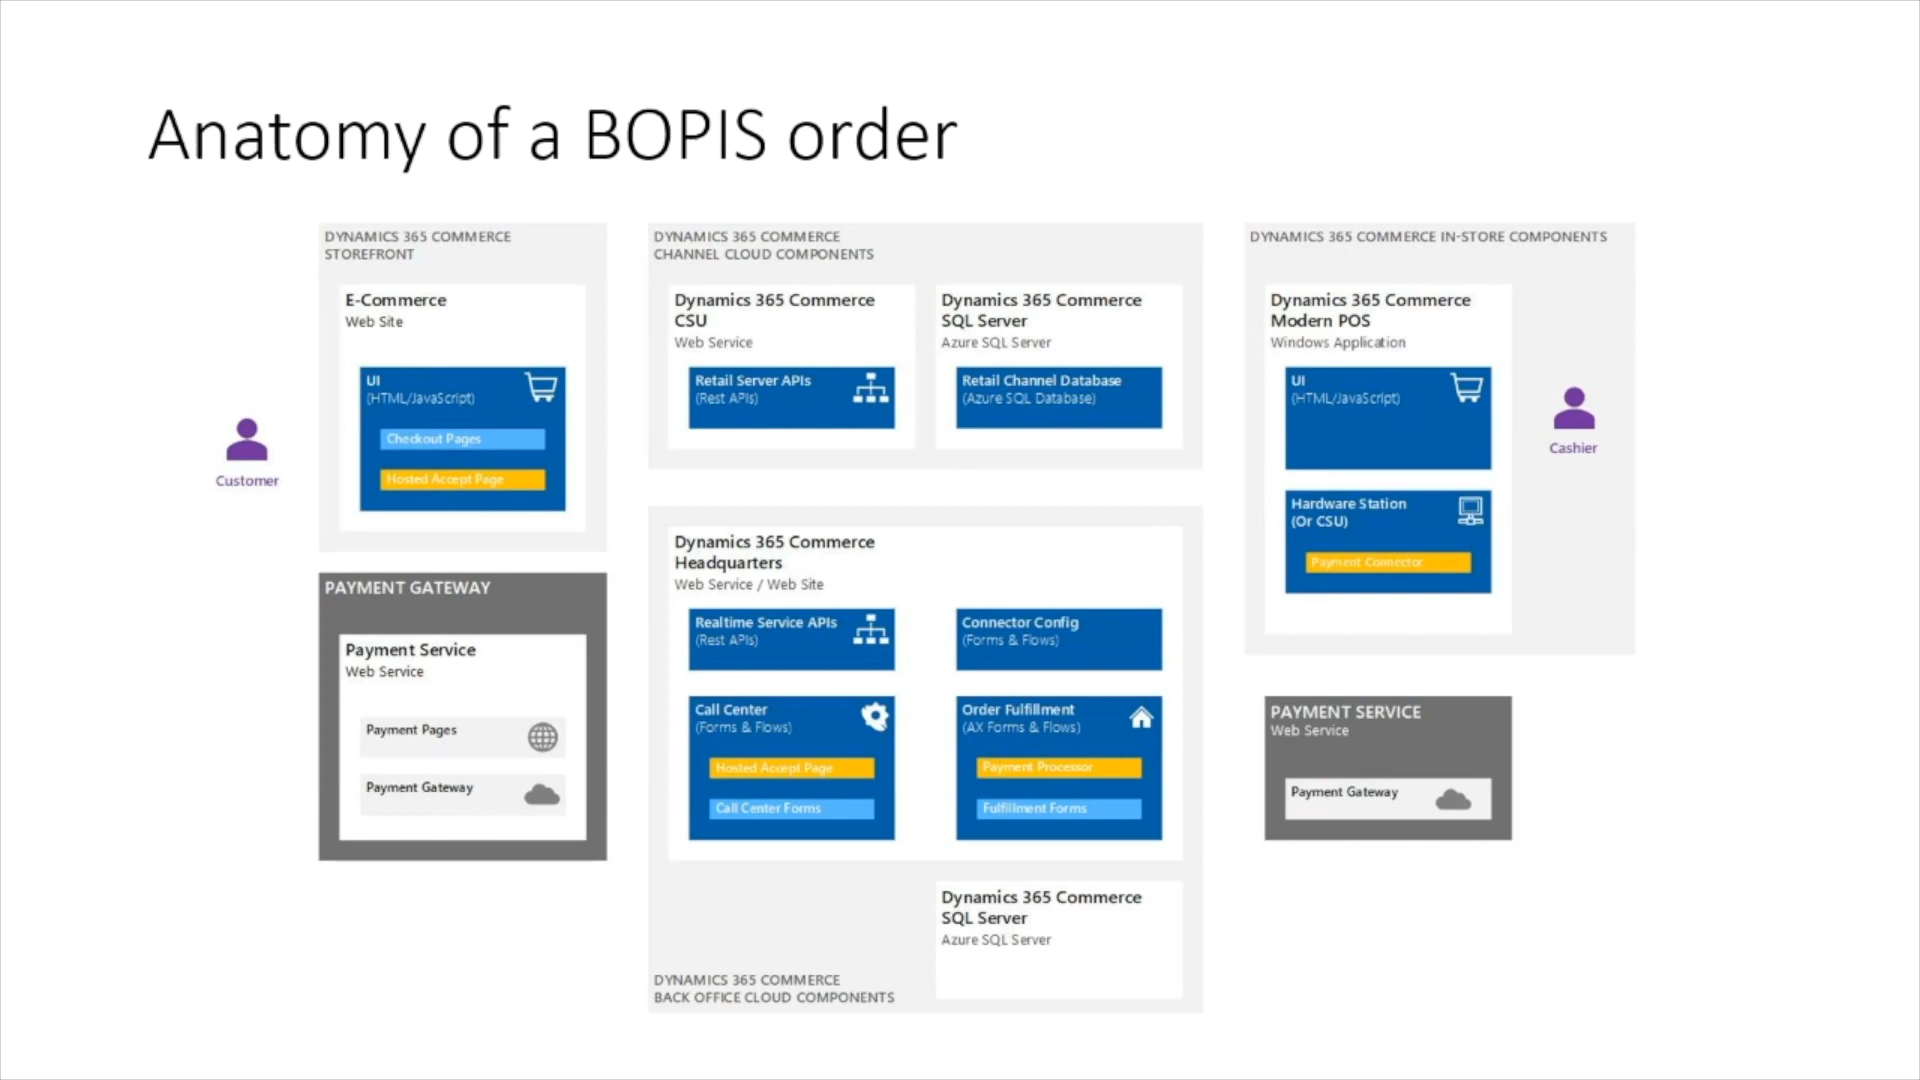 Anatomy of a BOPIS order
DYNAMICS 365 COMMERCE
STOREFRONT
E-Commerce
Web Site
UI
(HTML/JavaScript)
Checkout Pages
Hosted Accept Page
Customer
PAYMENT GATEWAY
Payment Service
Web Service
Payment Pages
Payment Gateway
DYNAMICS 365 COMMERCE
CHANNEL CLOUD COMPONENTS
Dynamics 365 Commerce
CSU
Web Service
Retail Server APIs
(Rest APIs)
Dynamics 365 Commerce
SQL Server
Azure SQL Server
Retail Channel Database
(Azure SQL Database)
Dynamics 365 Commerce
Headquarters
Web Service / Web Site
Realtime Service APIs
(Rest APIs)
Connector Config
(Forms & Flows)
Call Center
(Forms & Flows)
Hosted Accept Page
Call Center Forms
Order Fulfillment
(AX Forms & Flows)
Payment Processor
Fulfillment Forms
Dynamics 365 Commerce
SQL Server
Azure SQL Server
DYNAMICS 365 COMMERCE
BACK OFFICE CLOUD COMPONENTS
DYNAMICS 365 COMMERCE IN-STORE COMPONENTS
Dynamics 365 Commerce
Modern POS
Windows Application
UI
(HTML/JavaScript)
Hardware Station
(Or CSU)
Payment Connector
Cashier
PAYMENT SERVICE
Web Service
Payment Gateway